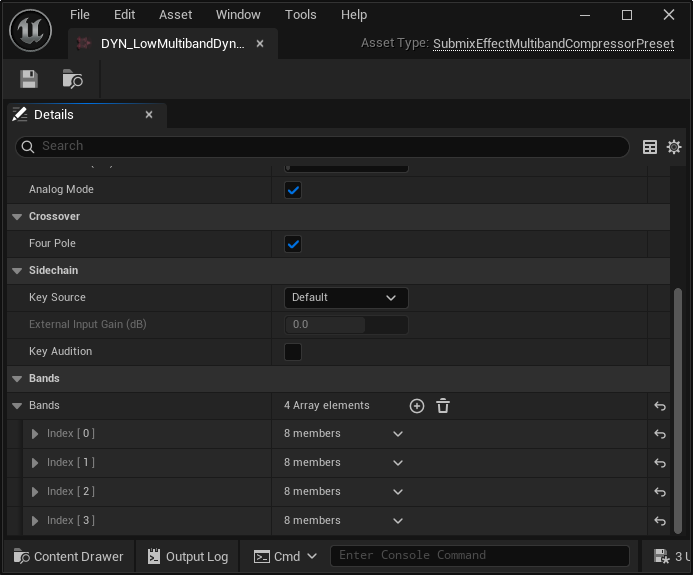 File Edit Asset Window Tools Help
DYN_LowMultibandDyn...
Asset Type: SubmixEffectMultibandCompressorPreset
Details
Search
Analog Mode
Crossover
Four Pole
Sidechain
Key Source Default
External Input Gain (dB) 0.0
Key Audition
Bands
Bands 4 Array elements
Index [ 0 ] 8 members
Index [ 1 ] 8 members
Index [ 2 ] 8 members
Index [ 3 ] 8 members
Content Drawer Output Log Cmd Enter Console Command 3 U